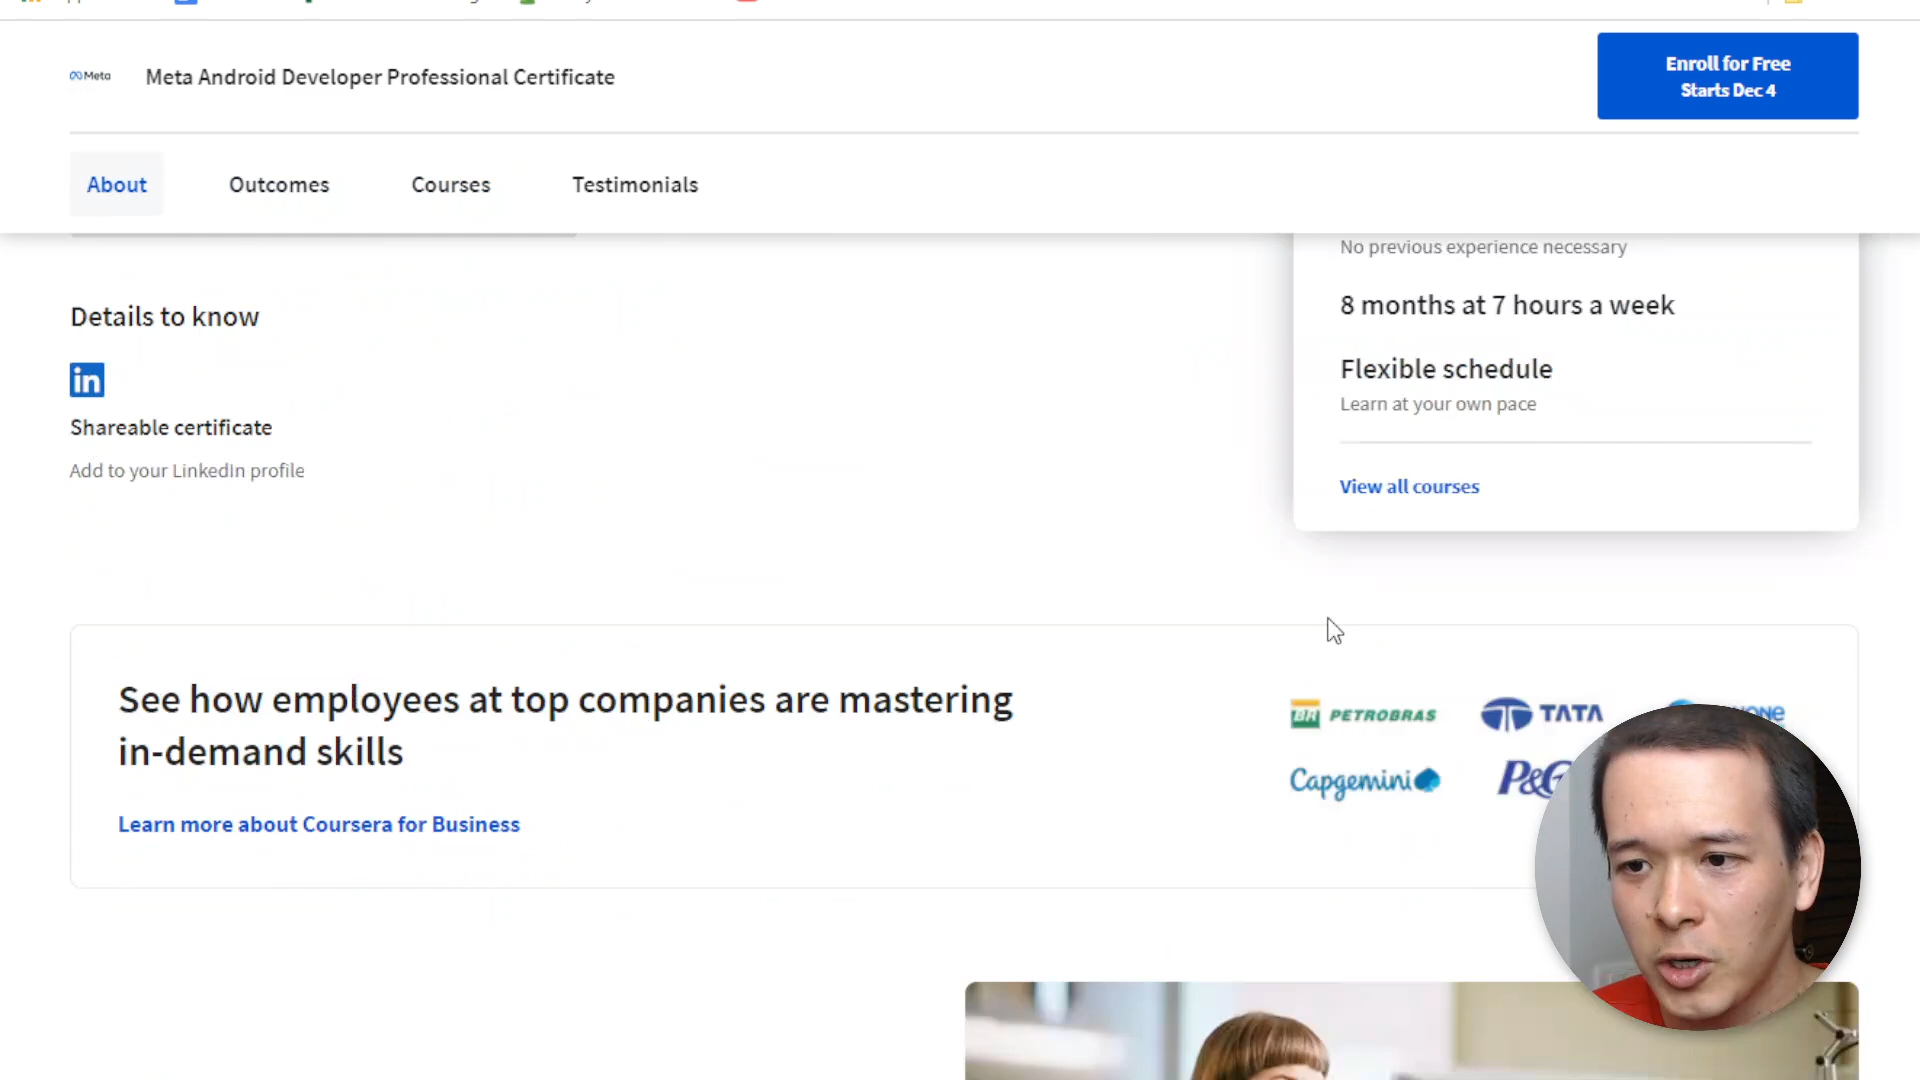 Meta
Meta Android Developer Professional Certificate
Enroll for Free
Starts Dec 4
About
Outcomes
Courses
Testimonials
No previous experience necessary
8 months at 7 hours a week
Flexible schedule
Learn at your own pace
View all courses
Details to know
in
Shareable certificate
Add to your LinkedIn profile
See how employees at top companies are mastering
in-demand skills
Learn more about Coursera for Business
BR PETROBRAS
TATA
Capgemini
P&G